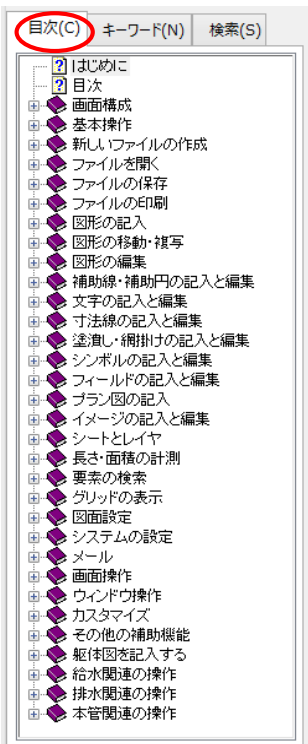 目次(C) キーワード(N) 検索(S)
はじめに
目次
画面構成
基本操作
新しいファイルの作成
ファイルを開く
ファイルの保存
ファイルの印刷
図形の記入
図形の移動・複写
図形の編集
補助線・補助円の記入と編集
文字の記入と編集
寸法線の記入と編集
塗潰し・網掛けの記入と編集
シンボルの記入と編集
フィールドの記入と編集
プラン図の記入
イメージの記入と編集
シートとレイヤ
長さ・面積の計測
要素の検索
グリッドの表示
図面設定
システムの設定
メール
画面操作
ウィンドウ操作
カスタマイズ
その他の補助機能
躯体図を記入する
給水関連の操作
排水関連の操作
本管関連の操作